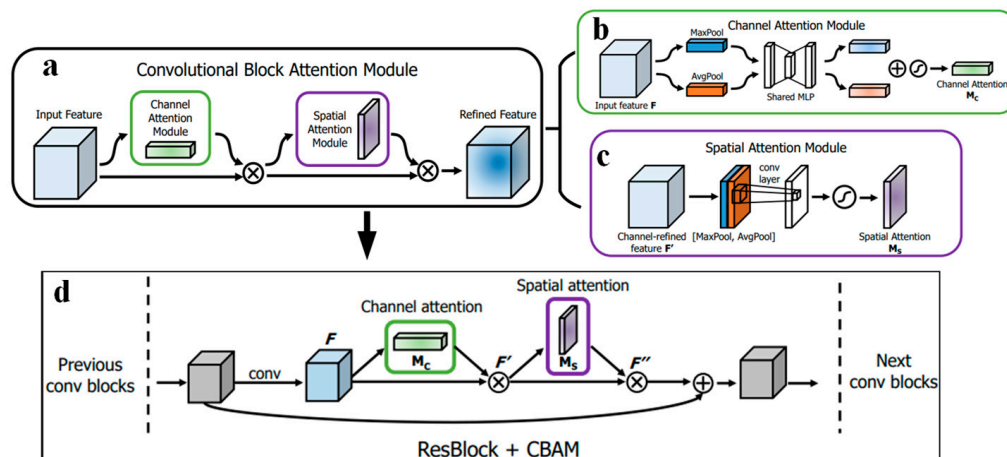 a
Convolutional Block Attention Module
Input Feature
Channel
Attention
Module
Spatial
Attention
Module
Refined Feature
b
Channel Attention Module
MaxPool
AvgPool
Input feature F
Shared MLP
Channel Attention
Mc
c
Spatial Attention Module
conv
layer
Channel-refined
feature F'
[MaxPool, AvgPool]
Spatial Attention
Ms
d
Previous
conv blocks
conv
F
Channel attention
Mc
F'
Spatial attention
Ms
F''
Next
conv blocks
ResBlock + CBAM